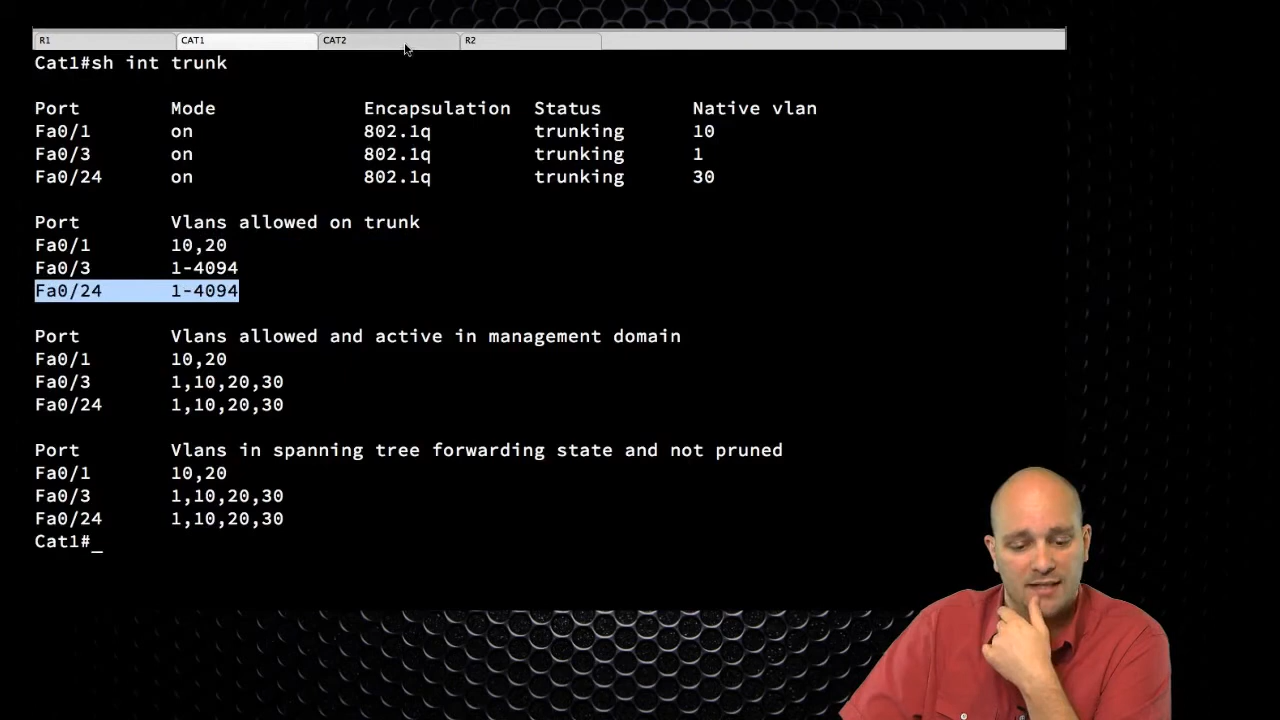 R1 CAT1 CAT2 R2
Cat1#sh int trunk
Port Mode Encapsulation Status Native vlan
Fa0/1 on 802.1q trunking 10
Fa0/3 on 802.1q trunking 1
Fa0/24 on 802.1q trunking 30
Port Vlans allowed on trunk
Fa0/1 10,20
Fa0/3 1-4094
Fa0/24 1-4094
Port Vlans allowed and active in management domain
Fa0/1 10,20
Fa0/3 1,10,20,30
Fa0/24 1,10,20,30
Port Vlans in spanning tree forwarding state and not pruned
Fa0/1 10,20
Fa0/3 1,10,20,30
Fa0/24 1,10,20,30
Cat1#_